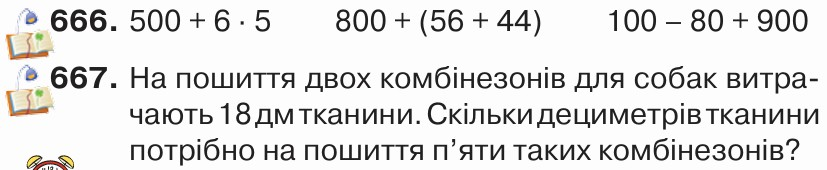 666. 500 + 6 · 5 800 + (56 + 44) 100 – 80 + 900
667. На пошиття двох комбінезонів для собак витра-
чають 18 дм тканини. Скільки дециметрів тканини
потрібно на пошиття п’яти таких комбінезонів?